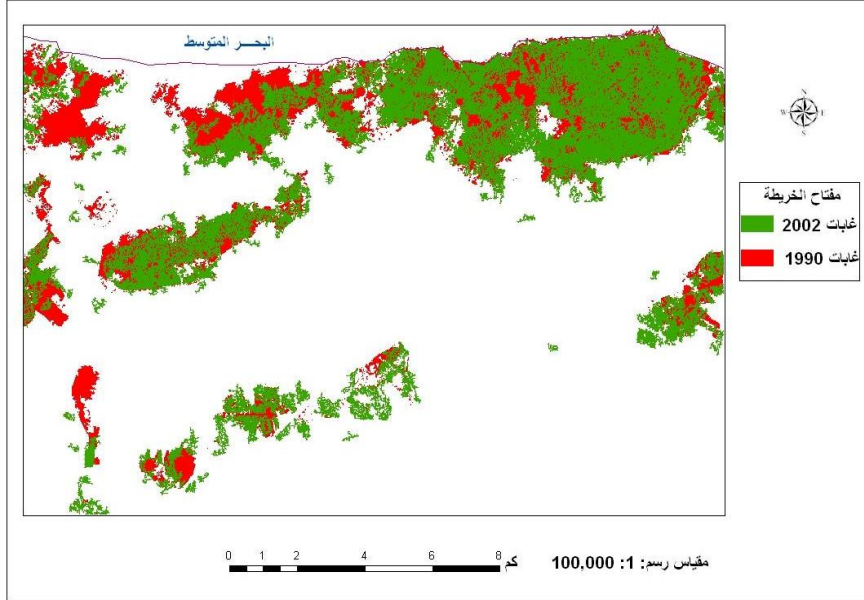 البحـــر المتوسط
N
W E
S
مفتاح الخريطة
غابات 2002
غابات 1990
0 1 2 4 6 8 كم
مقياس رسم: 1: 100,000